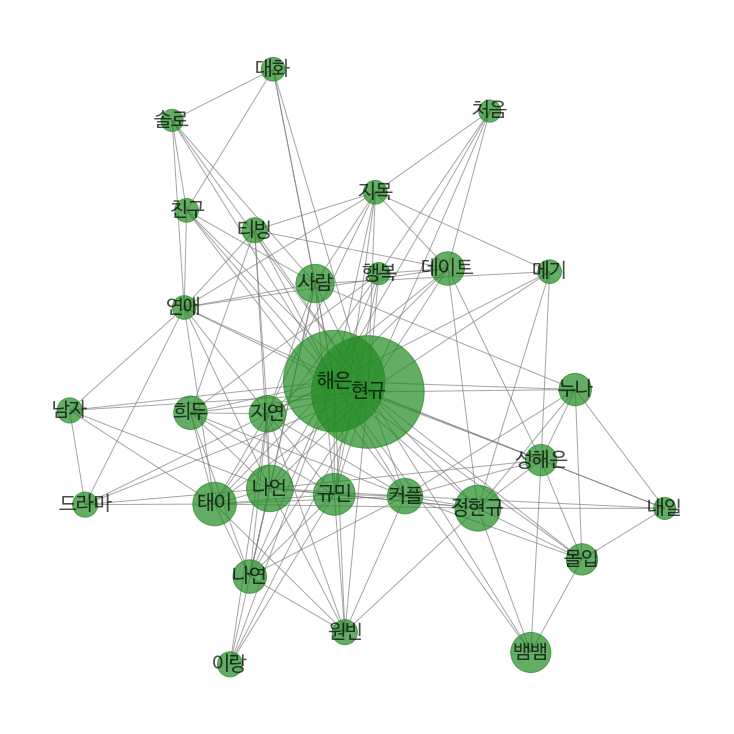 대화
처음
솔로
지목
친구
티빙
행복
데이트
메기
사람
연애
해은
현규
누나
남자
희두
지연
성해은
드라마
태이
나언
규민
커플
정현규
내일
몰입
나연
원빈
이랑
뱀뱀